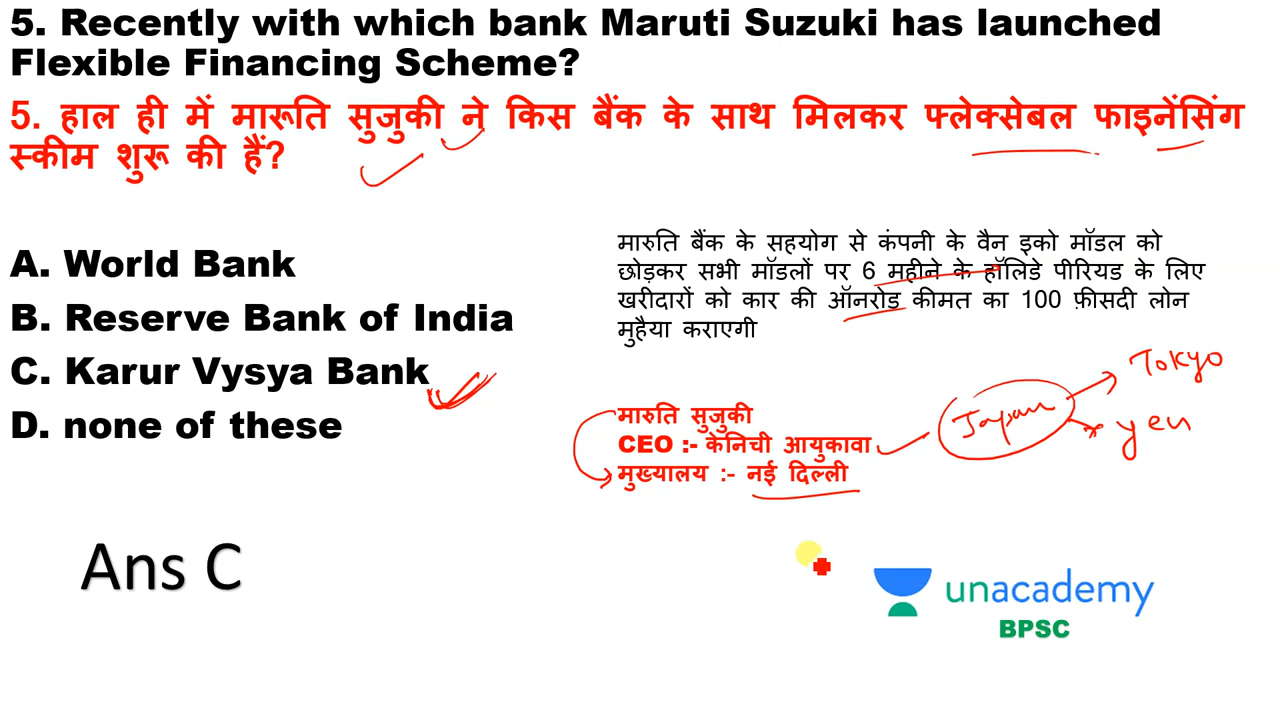 5. Recently with which bank Maruti Suzuki has launched
Flexible Financing Scheme?
5. हाल ही में मारूति सुजुकी ने किस बैंक के साथ मिलकर फ्लेक्सेबल फाइनेंसिंग
स्कीम शुरू की हैं?
A. World Bank
B. Reserve Bank of India
C. Karur Vysya Bank
D. none of these
मारुति बैंक के सहयोग से कंपनी के वैन इको मॉडल को
छोड़कर सभी मॉडलों पर 6 महीने के हॉलिडे पीरियड के लिए
खरीदारों को कार की ऑनरोड कीमत का 100 फ़ीसदी लोन
मुहैया कराएगी
मारुति सुजुकी
CEO :- केनिची आयुकावा
मुख्यालय :- नई दिल्ली
Japan
Tokyo
yen
Ans C
unacademy
BPSC